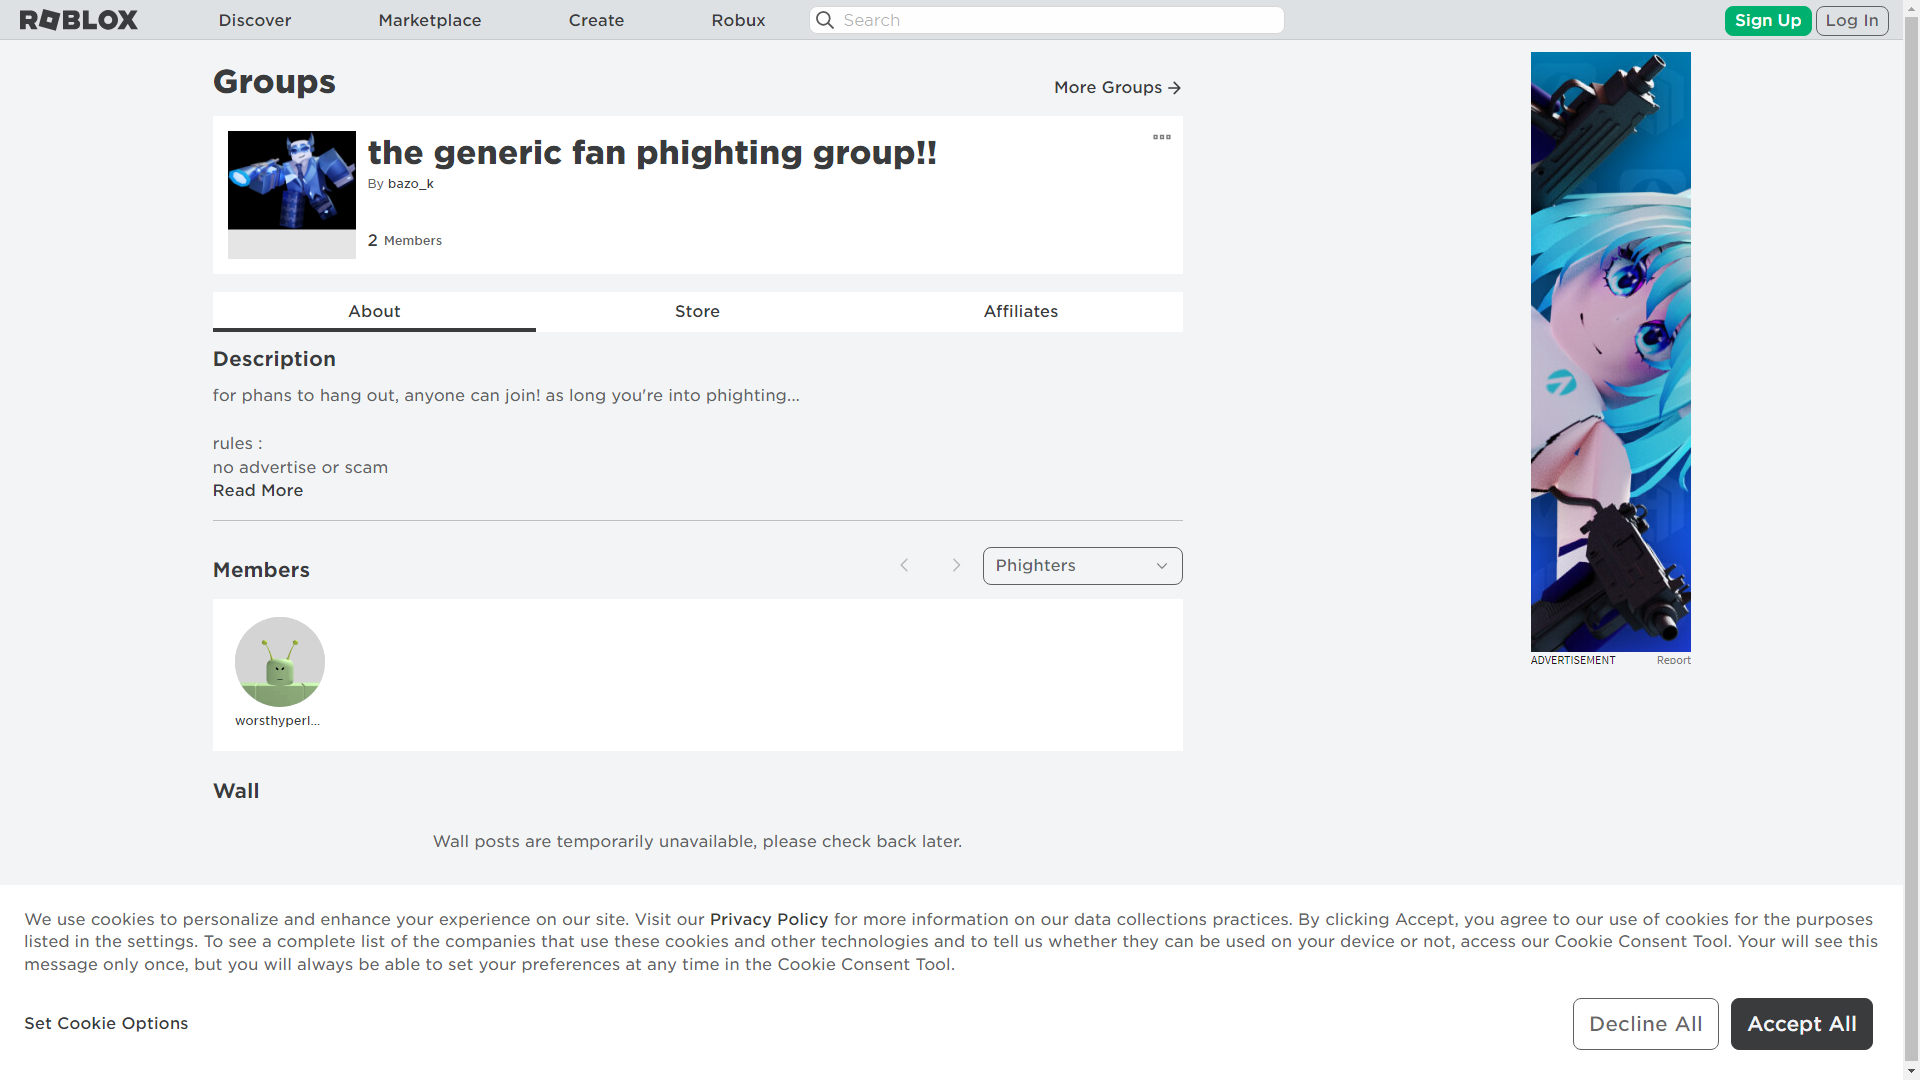 ROBLOX
Discover
Marketplace
Create
Robux
Search
Sign Up
Log In
Groups
More Groups
the generic fan phighting group!!
By bazo_k
2 Members
About
Store
Affiliates
Description
for phans to hang out, anyone can join! as long you're into phighting...
rules :
no advertise or scam
Read More
Members
Phighters
worsthyperl...
Wall
Wall posts are temporarily unavailable, please check back later.
ADVERTISEMENT
Report
We use cookies to personalize and enhance your experience on our site. Visit our Privacy Policy for more information on our data collections practices. By clicking Accept, you agree to our use of cookies for the purposes
listed in the settings. To see a complete list of the companies that use these cookies and other technologies and to tell us whether they can be used on your device or not, access our Cookie Consent Tool. Your will see this
message only once, but you will always be able to set your preferences at any time in the Cookie Consent Tool.
Set Cookie Options
Decline All
Accept All